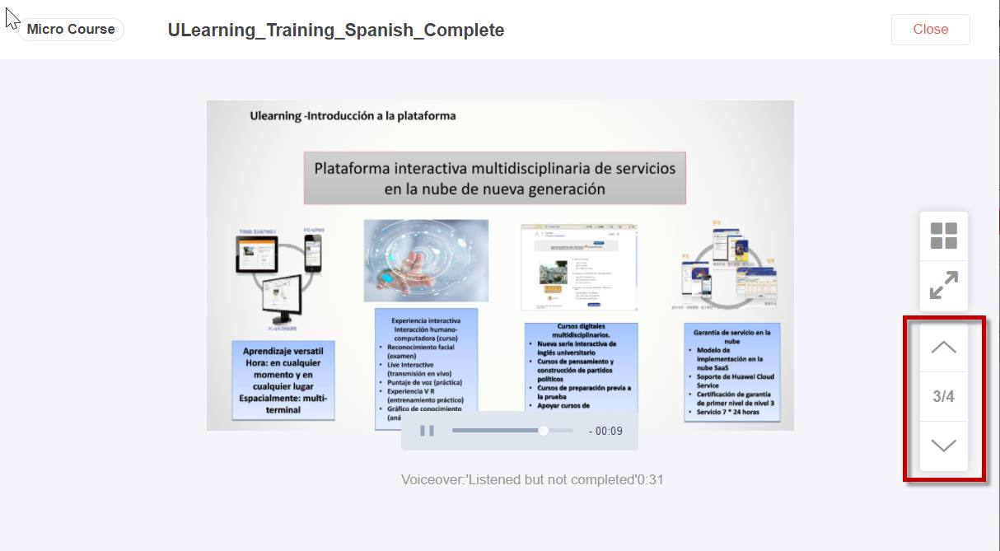 Micro Course
ULearning_Training_Spanish_Complete
Close
Ulearning -Introducción a la plataforma
Plataforma interactiva multidisciplinaria de servicios
en la nube de nueva generación
Aprendizaje versatil
Hora: en cualquier
momento y en
cualquier lugar
Espacialmente: multi-
terminal
Experiencia interactiva
Interacción humano-
computadora (curso)
• Reconocimiento facial
(examen)
• Live Interactive
(transmisión en vivo)
• Puntaje de voz (práctica)
• Experiencia V R
(entrenamiento práctico)
• Gráfico de conocimiento
Cursos digitales
multidisciplinarios.
• Nueva serie interactiva de
inglés universitario
• Cursos de pensamiento y
construcción de partidos
políticos
• Cursos de preparación previa a
la prueba
• Apoyar cursos de
Garantía de servicio en la
nube
• Modelo de
implementación en la
nube SaaS
• Soporte de Huawei Cloud
Service
• Certificación de garantía
de primer nivel de nivel 3
• Servicio 7 * 24 horas
3/4
- 00:09
Voiceover:'Listened but not completed'0:31